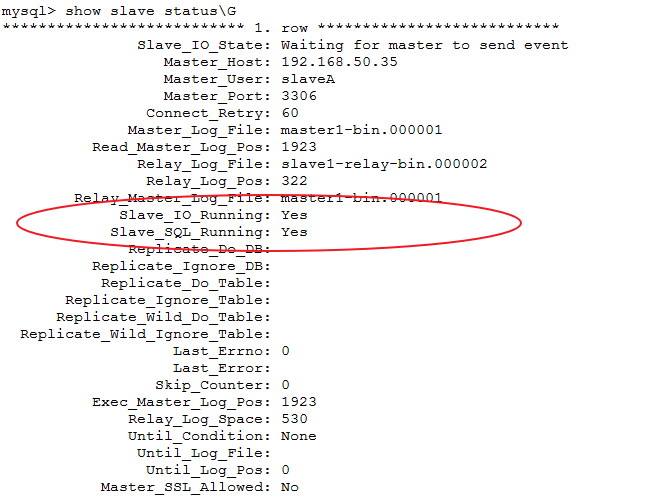 mysql> show slave status\G
*************************** 1. row ***************************
Slave_IO_State: Waiting for master to send event
Master_Host: 192.168.50.35
Master_User: slaveA
Master_Port: 3306
Connect_Retry: 60
Master_Log_File: master1-bin.000001
Read_Master_Log_Pos: 1923
Relay_Log_File: slave1-relay-bin.000002
Relay_Log_Pos: 322
Relay_Master_Log_File: master1-bin.000001
Slave_IO_Running: Yes
Slave_SQL_Running: Yes
Replicate_Do_DB:
Replicate_Ignore_DB:
Replicate_Do_Table:
Replicate_Ignore_Table:
Replicate_Wild_Do_Table:
Replicate_Wild_Ignore_Table:
Last_Errno: 0
Last_Error:
Skip_Counter: 0
Exec_Master_Log_Pos: 1923
Relay_Log_Space: 530
Until_Condition: None
Until_Log_File:
Until_Log_Pos: 0
Master_SSL_Allowed: No